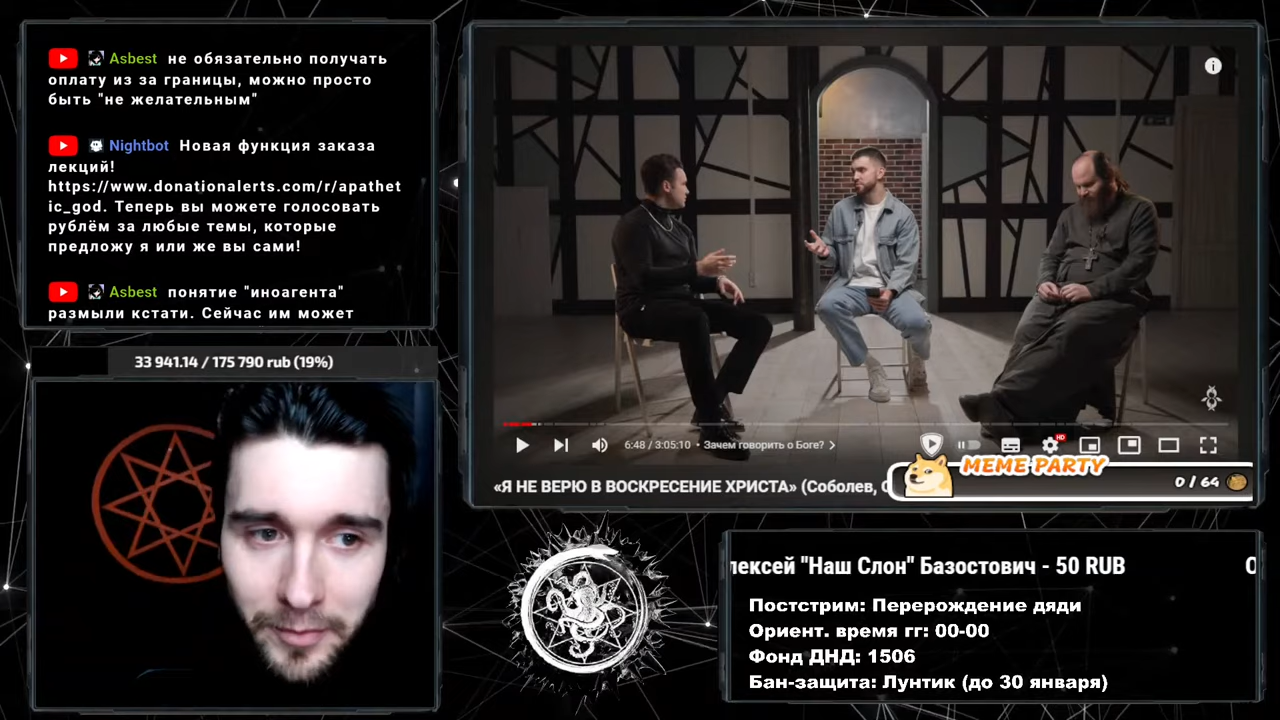 Asbest не обязательно получать
оплату из за границы, можно просто
быть "не желательным"
Nightbot Новая функция заказа
лекций!
https://www.donationalerts.com/r/apathet
ic_god. Теперь вы можете голосовать
рублём за любые темы, которые
предложу я или же вы сами!
Asbest понятие "иноагента"
размыли кстати. Сейчас им может
33 941.14 / 175 790 rub (19%)
6:48 / 3:05:10 • Зачем говорить о Боге?
HD
«Я НЕ ВЕРЮ В ВОСКРЕСЕНИЕ ХРИСТА» (Соболев,
MEME PARTY
0 / 64
лексей "Наш Слон" Базостович - 50 RUB
Постстрим: Перерождение дяди
Ориент. время гг: 00-00
Фонд ДНД: 1506
Бан-защита: Лунтик (до 30 января)